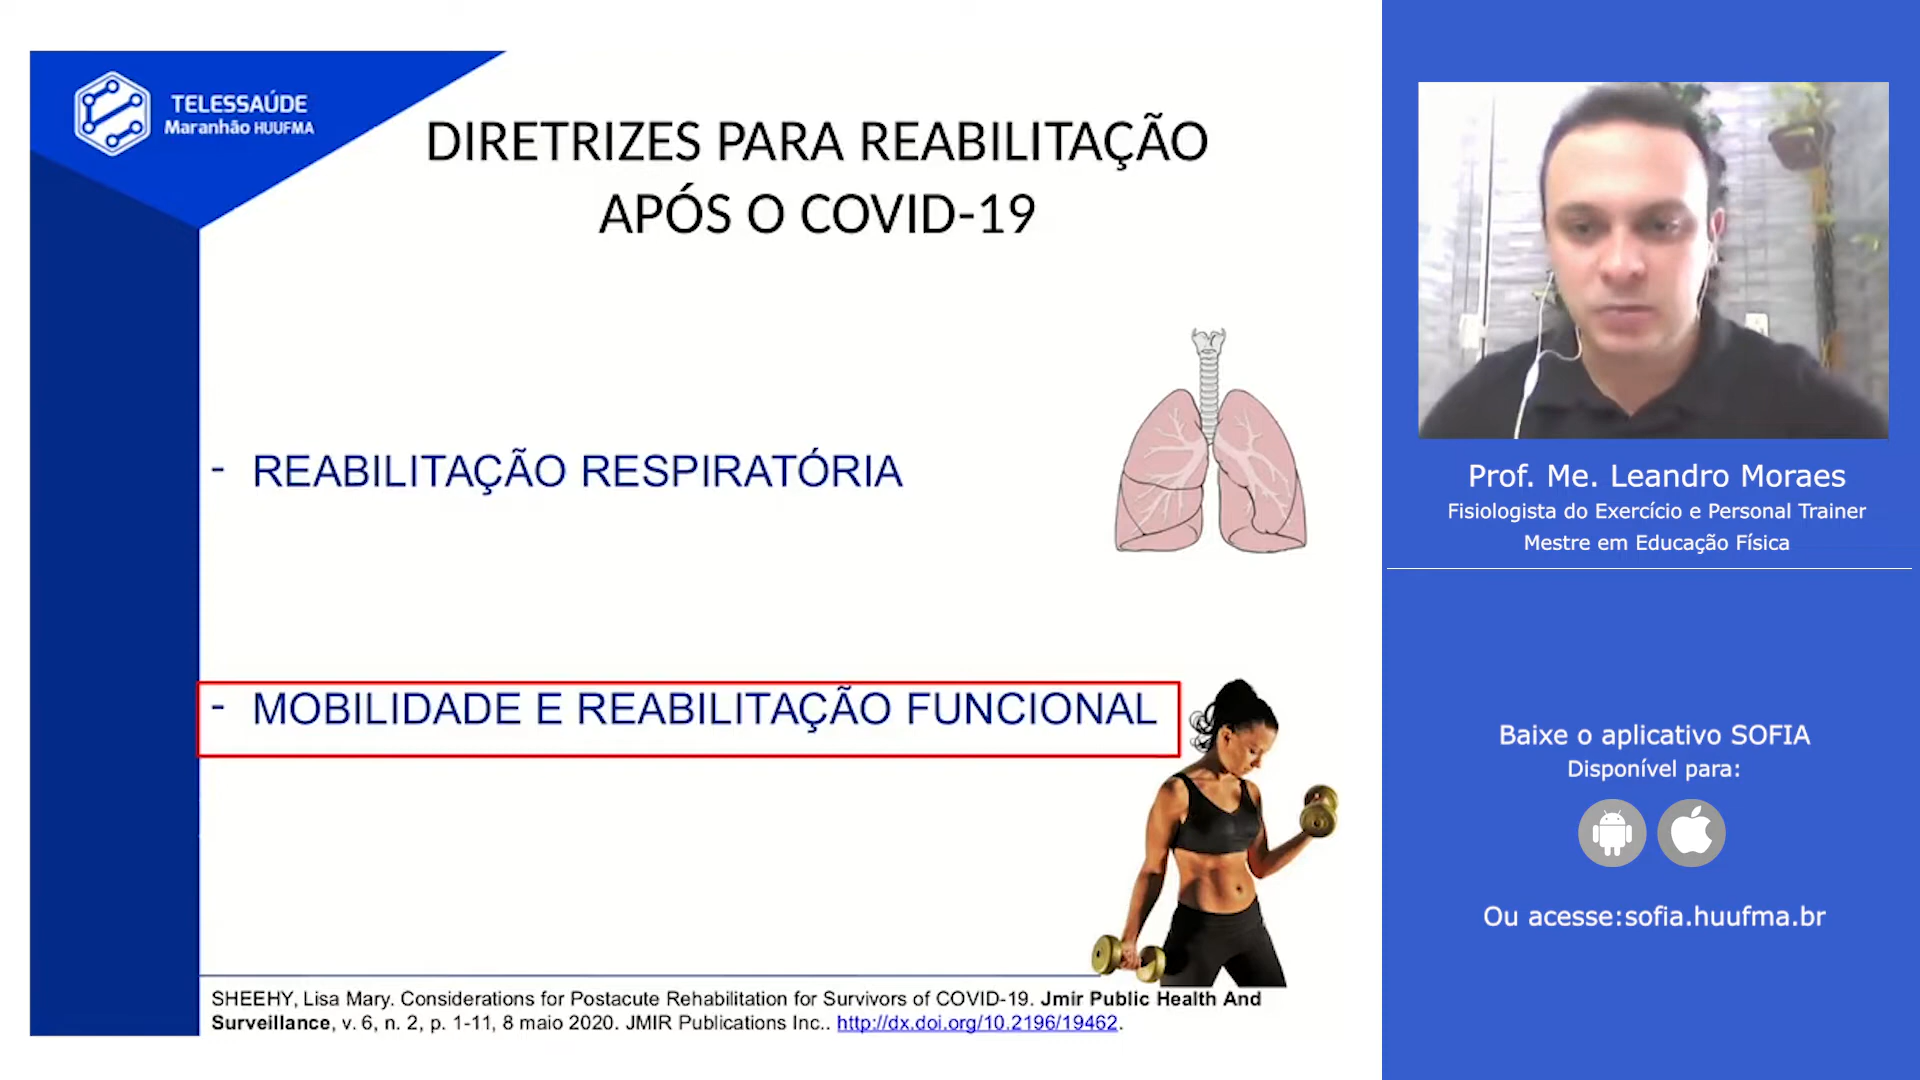 TELESSAÚDE
Maranhão HUUFMA
DIRETRIZES PARA REABILITAÇÃO
APÓS O COVID-19
- REABILITAÇÃO RESPIRATÓRIA
- MOBILIDADE E REABILITAÇÃO FUNCIONAL
SHEEHY, Lisa Mary. Considerations for Postacute Rehabilitation for Survivors of COVID-19. Jmir Public Health And
Surveillance, v. 6, n. 2, p. 1-11, 8 maio 2020. JMIR Publications Inc.. http://dx.doi.org/10.2196/19462.
Prof. Me. Leandro Moraes
Fisiologista do Exercício e Personal Trainer
Mestre em Educação Física
Baixe o aplicativo SOFIA
Disponível para:
Ou acesse:sofia.huufma.br